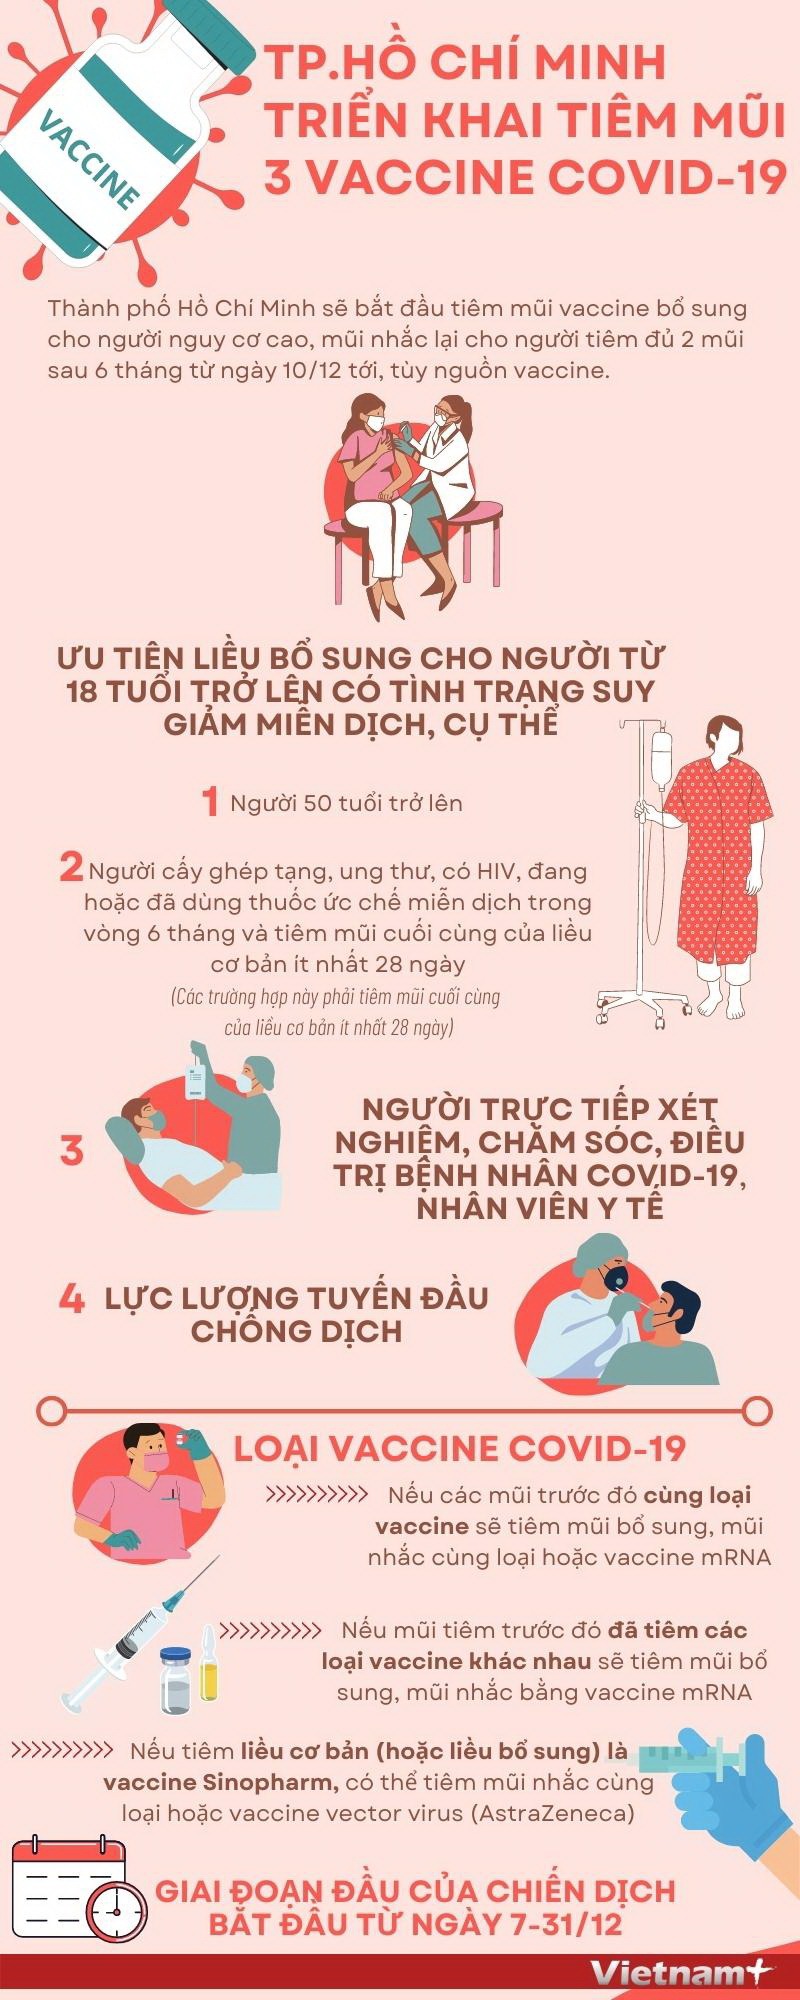 VACCINE
TP.HỒ CHÍ MINH
TRIỂN KHAI TIÊM MŨI
3 VACCINE COVID-19
Thành phố Hồ Chí Minh sẽ bắt đầu tiêm mũi vaccine bổ sung
cho người nguy cơ cao, mũi nhắc lại cho người tiêm đủ 2 mũi
sau 6 tháng từ ngày 10/12 tới, tùy nguồn vaccine.
ƯU TIÊN LIỀU BỔ SUNG CHO NGƯỜI TỪ
18 TUỔI TRỞ LÊN CÓ TÌNH TRẠNG SUY
GIẢM MIỄN DỊCH, CỤ THỂ
1 Người 50 tuổi trở lên
2 Người cấy ghép tạng, ung thư, có HIV, đang
hoặc đã dùng thuốc ức chế miễn dịch trong
vòng 6 tháng và tiêm mũi cuối cùng của liều
cơ bản ít nhất 28 ngày
(Các trường hợp này phải tiêm mũi cuối cùng
của liều cơ bản ít nhất 28 ngày)
3
NGƯỜI TRỰC TIẾP XÉT
NGHIỆM, CHĂM SÓC, ĐIỀU
TRỊ BỆNH NHÂN COVID-19,
NHÂN VIÊN Y TẾ
4 LỰC LƯỢNG TUYẾN ĐẦU
CHỐNG DỊCH
LOẠI VACCINE COVID-19
Nếu các mũi trước đó cùng loại
vaccine sẽ tiêm mũi bổ sung, mũi
nhắc cùng loại hoặc vaccine mRNA
Nếu mũi tiêm trước đó đã tiêm các
loại vaccine khác nhau sẽ tiêm mũi bổ
sung, mũi nhắc bằng vaccine mRNA
Nếu tiêm liều cơ bản (hoặc liều bổ sung) là
vaccine Sinopharm, có thể tiêm mũi nhắc cùng
loại hoặc vaccine vector virus (AstraZeneca)
GIAI ĐOẠN ĐẦU CỦA CHIẾN DỊCH
BẮT ĐẦU TỪ NGÀY 7-31/12
Vietnam+